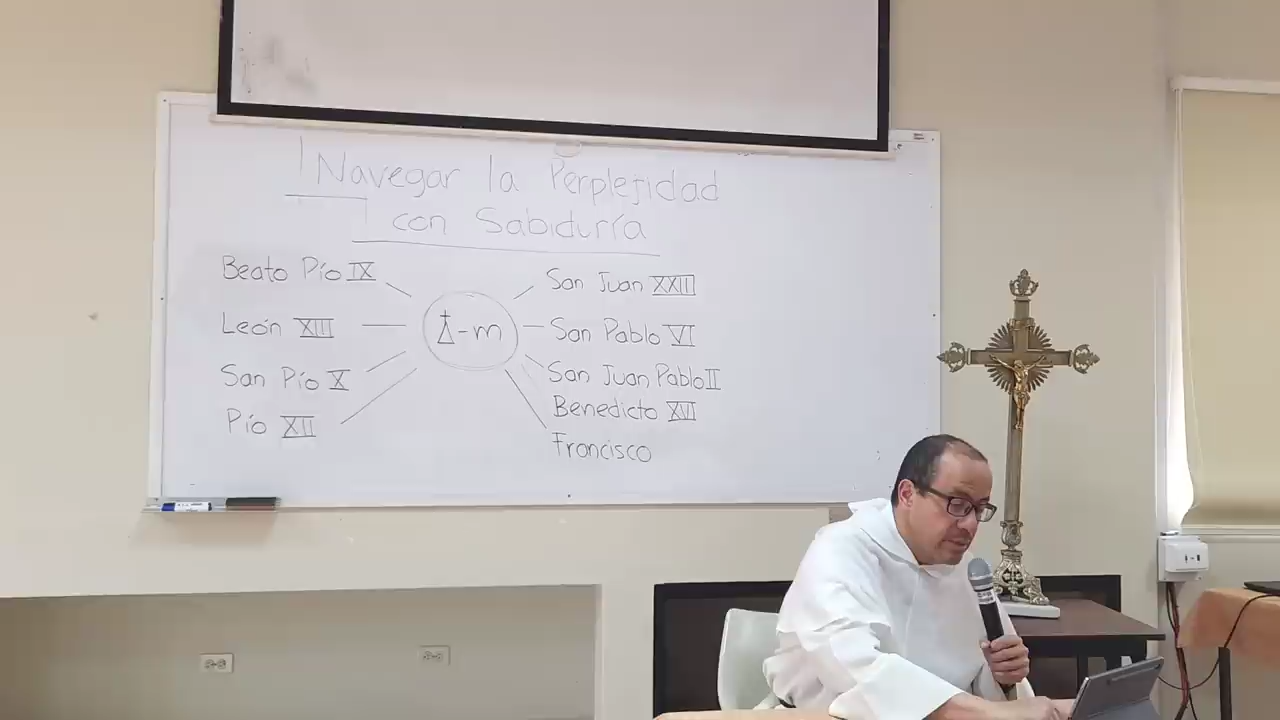 Navegar la Perplejidad
con Sabiduría
Beato Pío IX
León XIII
San Pío X
Pío XII
Δ-m
San Juan XXIII
San Pablo VI
San Juan Pablo II
Benedicto XVI
Francisco